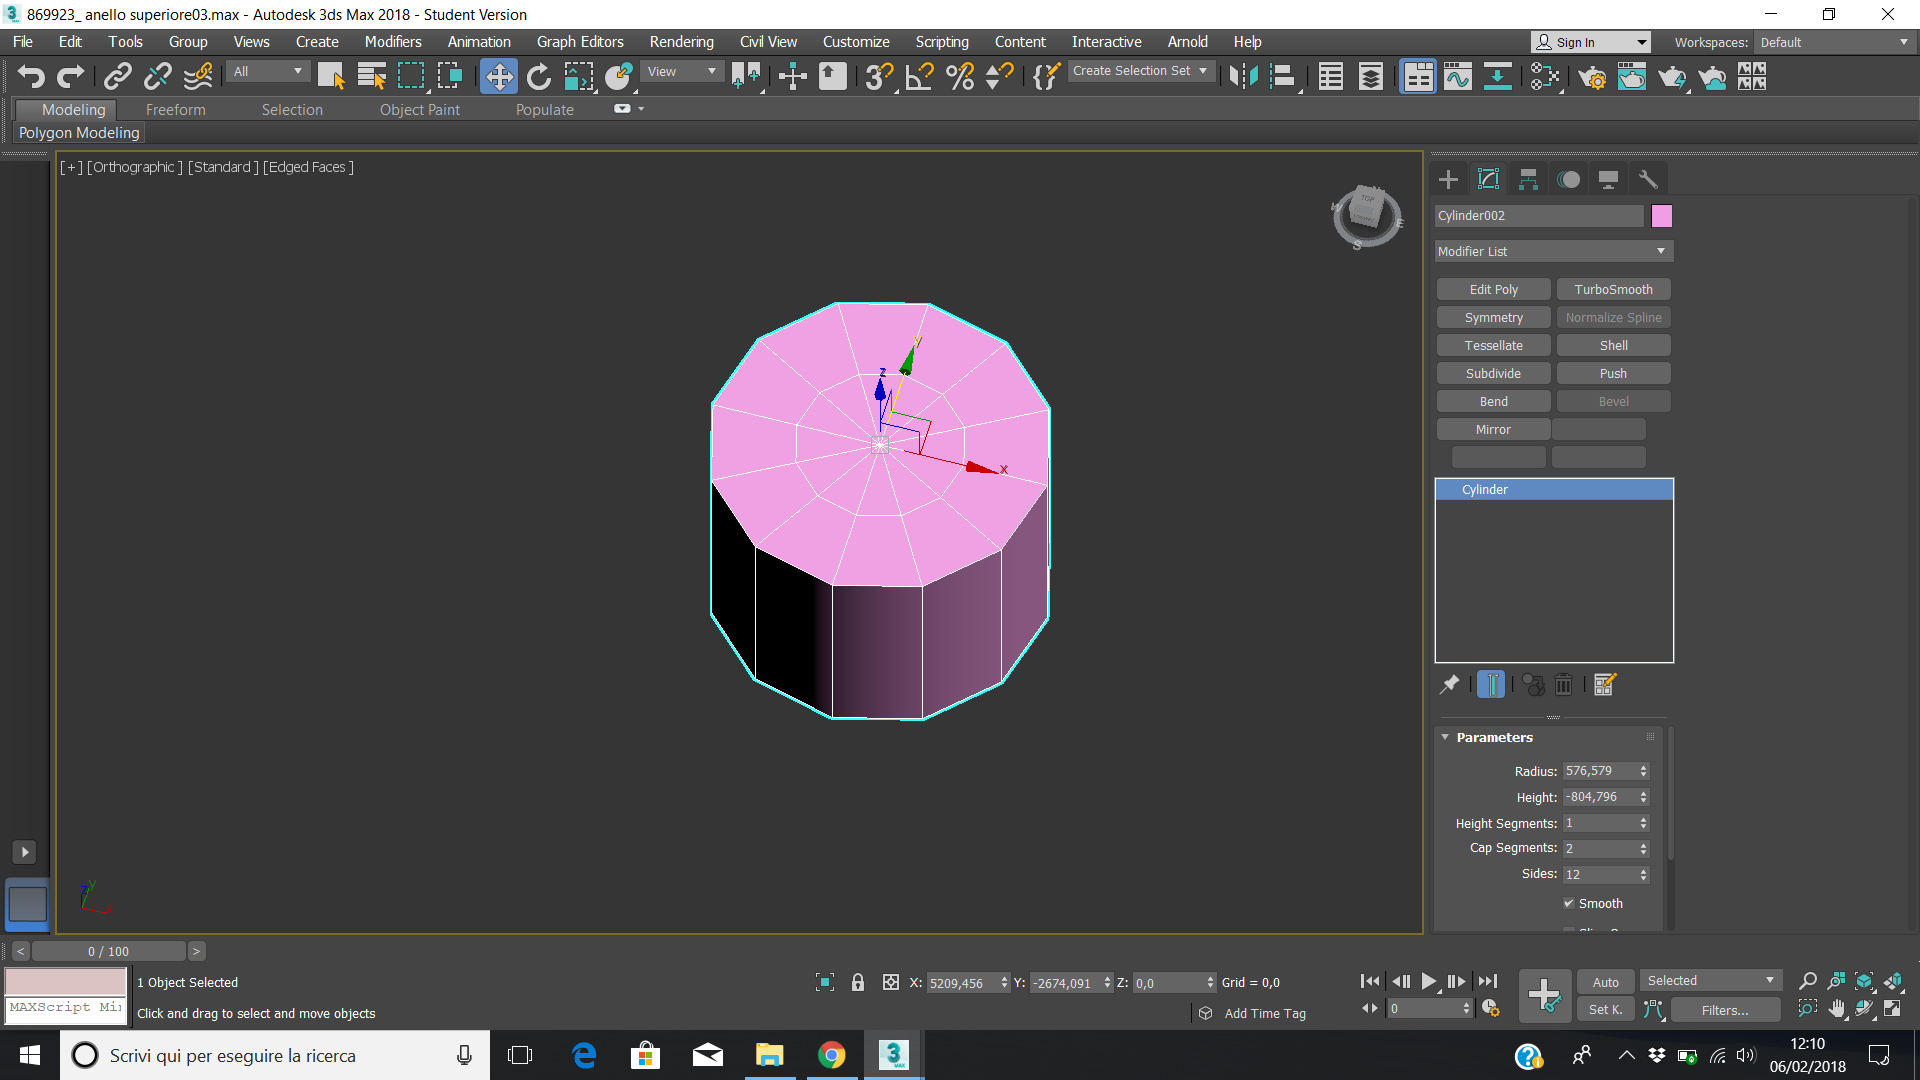 869923_ anello superiore03.max - Autodesk 3ds Max 2018 - Student Version
File Edit Tools Group Views Create Modifiers Animation Graph Editors Rendering Civil View Customize Scripting Content Interactive Arnold Help Sign In Workspaces: Default
All View Create Selection Set
Modeling Freeform Selection Object Paint Populate
Polygon Modeling
[+] [Orthographic ] [Standard ] [Edged Faces ]
TOP
W E S
Cylinder002
Modifier List
Edit Poly TurboSmooth
Symmetry Normalize Spline
Tessellate Shell
Subdivide Push
Bend Bevel
Mirror
Cylinder
y
z
x
Parameters
Radius: 576,579
Height: -804,796
Height Segments: 1
Cap Segments: 2
Sides: 12
Smooth
0 / 100
1 Object Selected X: 5209,456 Y: -2674,091 Z: 0,0 Grid = 0,0 Auto Selected
MAXScript Mi
Click and drag to select and move objects Add Time Tag 0 Set K. Filters...
Scrivi qui per eseguire la ricerca
3 MAX
12:10
06/02/2018